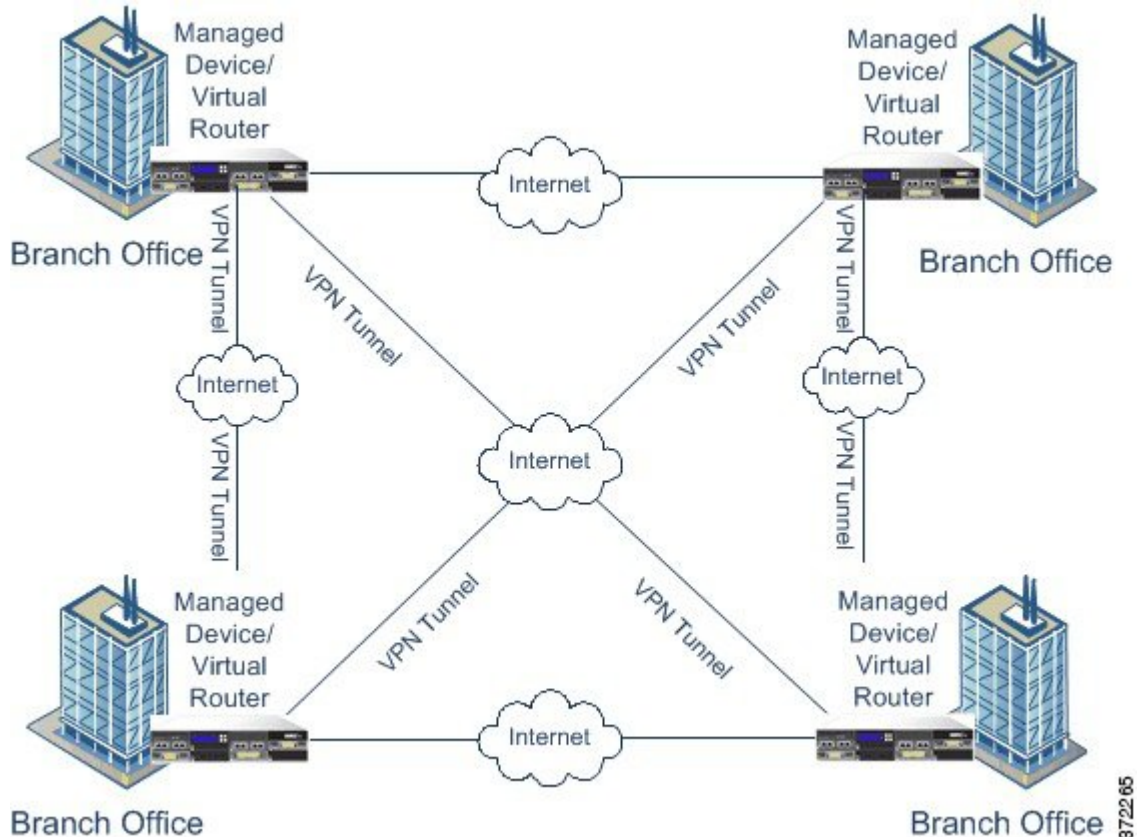 Managed
Device/
Virtual
Router
Managed
Device/
Virtual
Router
Internet
Branch Office
Branch Office
VPN Tunnel
VPN Tunnel
VPN Tunnel
VPN Tunnel
Internet
Internet
VPN Tunnel
VPN Tunnel
Internet
VPN Tunnel
VPN Tunnel
Managed
Device/
Virtual
Router
Managed
Device/
Virtual
Router
Internet
Branch Office
Branch Office
372265